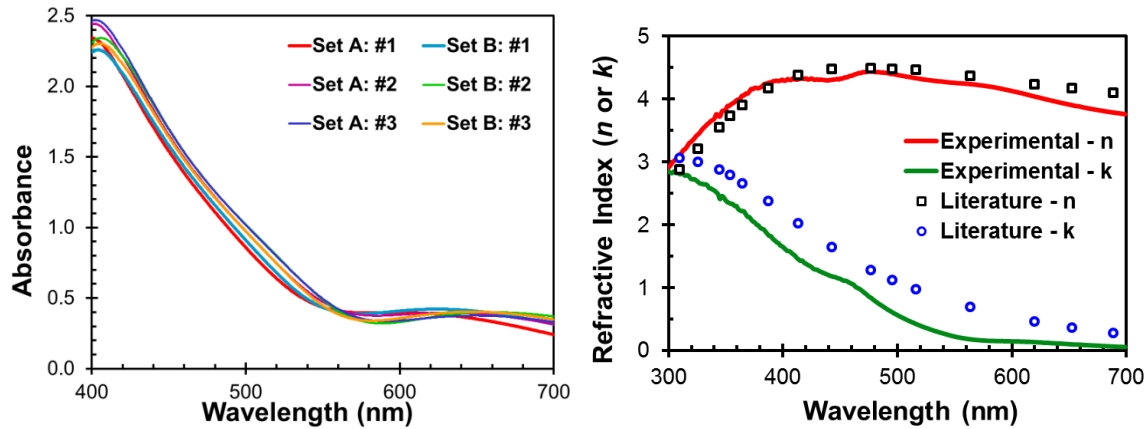 Absorbance
2.5
2.0
1.5
1.0
0.5
0.0
Set A: #1
Set B: #1
Set A: #2
Set B: #2
Set A: #3
Set B: #3
400
500
600
700
Wavelength (nm)
Refractive Index (n or k)
5
4
3
2
1
0
Experimental - n
Experimental - k
Literature - n
Literature - k
300
400
500
600
700
Wavelength (nm)